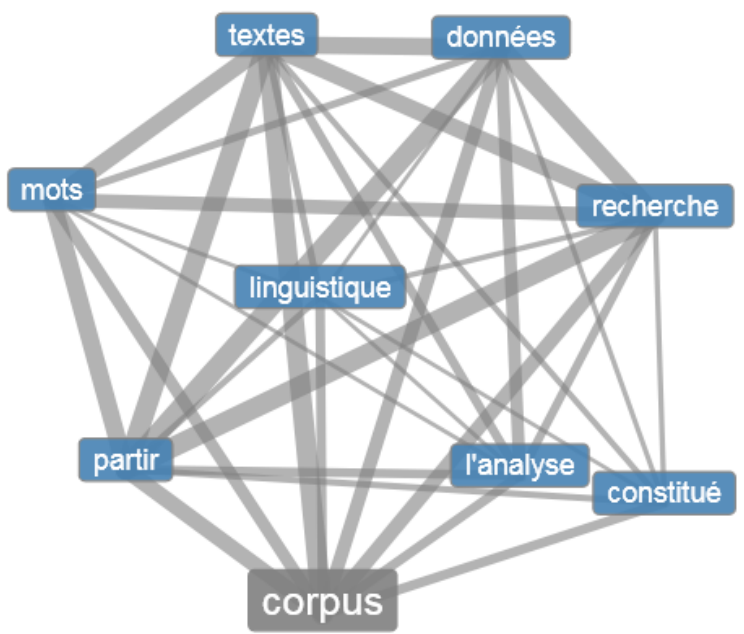 textes
données
mots
recherche
linguistique
partir
l'analyse
constitué
corpus